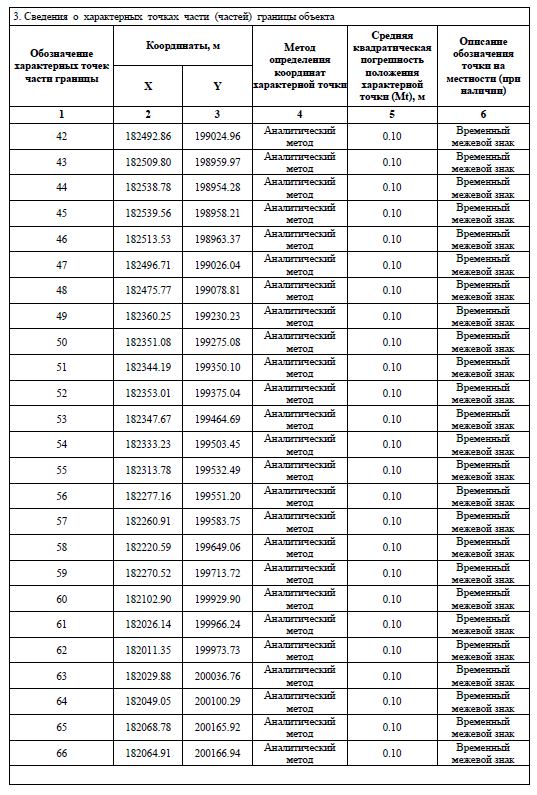 3. Сведения о характерных точках части (частей) границы объекта
Обозначение характерных точек части границы | Координаты, м | Метод определения координат характерной точки | Средняя квадратическая погрешность положения характерной точки (Mt), м | Описание обозначения точки на местности (при наличии)
X | Y
1 | 2 | 3 | 4 | 5 | 6
42 | 182492.86 | 199024.96 | Аналитический метод | 0.10 | Временный межевой знак
43 | 182509.80 | 198959.97 | Аналитический метод | 0.10 | Временный межевой знак
44 | 182538.78 | 198954.28 | Аналитический метод | 0.10 | Временный межевой знак
45 | 182539.56 | 198958.21 | Аналитический метод | 0.10 | Временный межевой знак
46 | 182513.53 | 198963.37 | Аналитический метод | 0.10 | Временный межевой знак
47 | 182496.71 | 199026.04 | Аналитический метод | 0.10 | Временный межевой знак
48 | 182475.77 | 199078.81 | Аналитический метод | 0.10 | Временный межевой знак
49 | 182360.25 | 199230.23 | Аналитический метод | 0.10 | Временный межевой знак
50 | 182351.08 | 199275.08 | Аналитический метод | 0.10 | Временный межевой знак
51 | 182344.19 | 199350.10 | Аналитический метод | 0.10 | Временный межевой знак
52 | 182353.01 | 199375.04 | Аналитический метод | 0.10 | Временный межевой знак
53 | 182347.67 | 199464.69 | Аналитический метод | 0.10 | Временный межевой знак
54 | 182333.23 | 199503.45 | Аналитический метод | 0.10 | Временный межевой знак
55 | 182313.78 | 199532.49 | Аналитический метод | 0.10 | Временный межевой знак
56 | 182277.16 | 199551.20 | Аналитический метод | 0.10 | Временный межевой знак
57 | 182260.91 | 199583.75 | Аналитический метод | 0.10 | Временный межевой знак
58 | 182220.59 | 199649.06 | Аналитический метод | 0.10 | Временный межевой знак
59 | 182270.52 | 199713.72 | Аналитический метод | 0.10 | Временный межевой знак
60 | 182102.90 | 199929.90 | Аналитический метод | 0.10 | Временный межевой знак
61 | 182026.14 | 199966.24 | Аналитический метод | 0.10 | Временный межевой знак
62 | 182011.35 | 199973.73 | Аналитический метод | 0.10 | Временный межевой знак
63 | 182029.88 | 200036.76 | Аналитический метод | 0.10 | Временный межевой знак
64 | 182049.05 | 200100.29 | Аналитический метод | 0.10 | Временный межевой знак
65 | 182068.78 | 200165.92 | Аналитический метод | 0.10 | Временный межевой знак
66 | 182064.91 | 200166.94 | Аналитический метод | 0.10 | Временный межевой знак